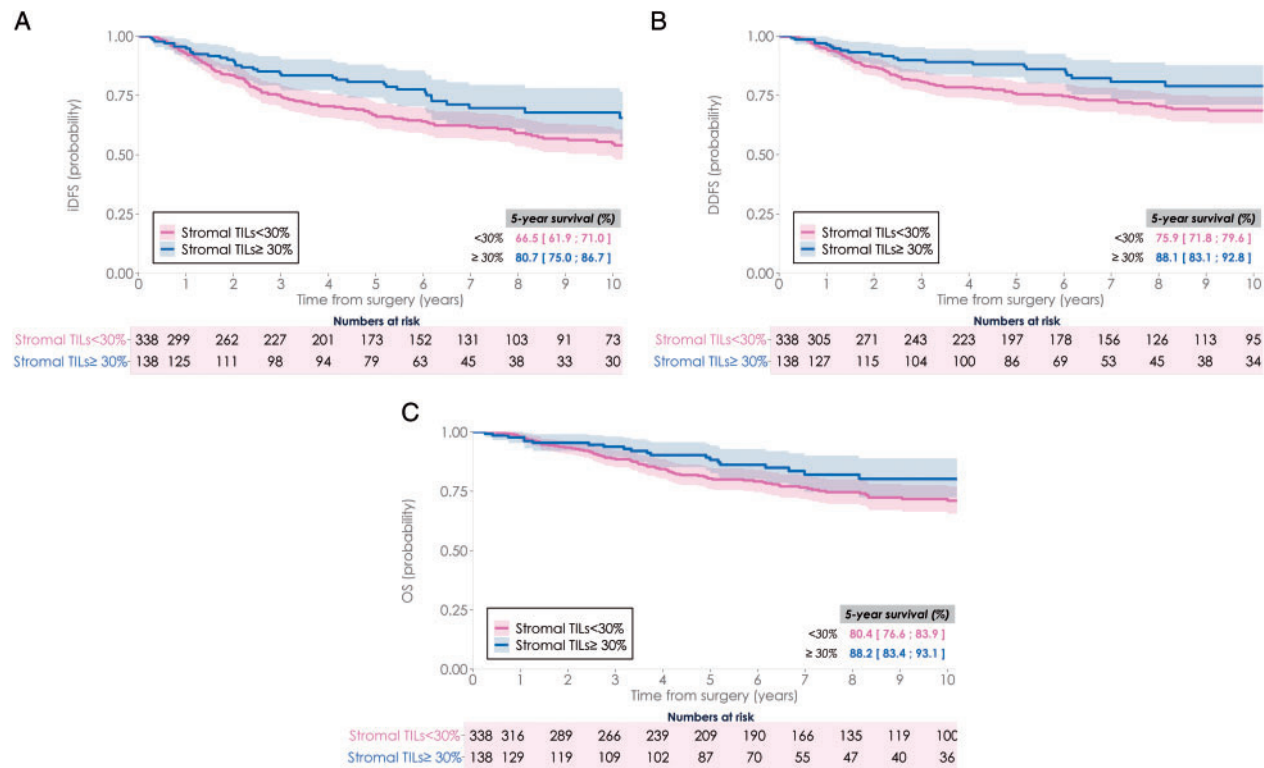 A
1.00
0.75
0.50
0.25
0.00
iDFS (probability)
Stromal TILs<30%
Stromal TILs≥ 30%
5-year survival (%)
<30% 66.5 [ 61.9 ; 71.0 ]
≥ 30% 80.7 [ 75.0 ; 86.7 ]
0 1 2 3 4 5 6 7 8 9 10
Time from surgery (years)
Numbers at risk
Stromal TILs<30% 338 299 262 227 201 173 152 131 103 91 73
Stromal TILs≥ 30% 138 125 111 98 94 79 63 45 38 33 30
B
1.00
0.75
0.50
0.25
0.00
DDFS (probability)
Stromal TILs<30%
Stromal TILs≥ 30%
5-year survival (%)
<30% 75.9 [ 71.8 ; 79.6 ]
≥ 30% 88.1 [ 83.1 ; 92.8 ]
0 1 2 3 4 5 6 7 8 9 10
Time from surgery (years)
Numbers at risk
Stromal TILs<30% 338 305 271 243 223 197 178 156 126 113 95
Stromal TILs≥ 30% 138 127 115 104 100 86 69 53 45 38 34
C
1.00
0.75
0.50
0.25
0.00
OS (probability)
Stromal TILs<30%
Stromal TILs≥ 30%
5-year survival (%)
<30% 80.4 [ 76.6 ; 83.9 ]
≥ 30% 88.2 [ 83.4 ; 93.1 ]
0 1 2 3 4 5 6 7 8 9 10
Time from surgery (years)
Numbers at risk
Stromal TILs<30% 338 316 289 266 239 209 190 166 135 119 100
Stromal TILs≥ 30% 138 129 119 109 102 87 70 55 47 40 36